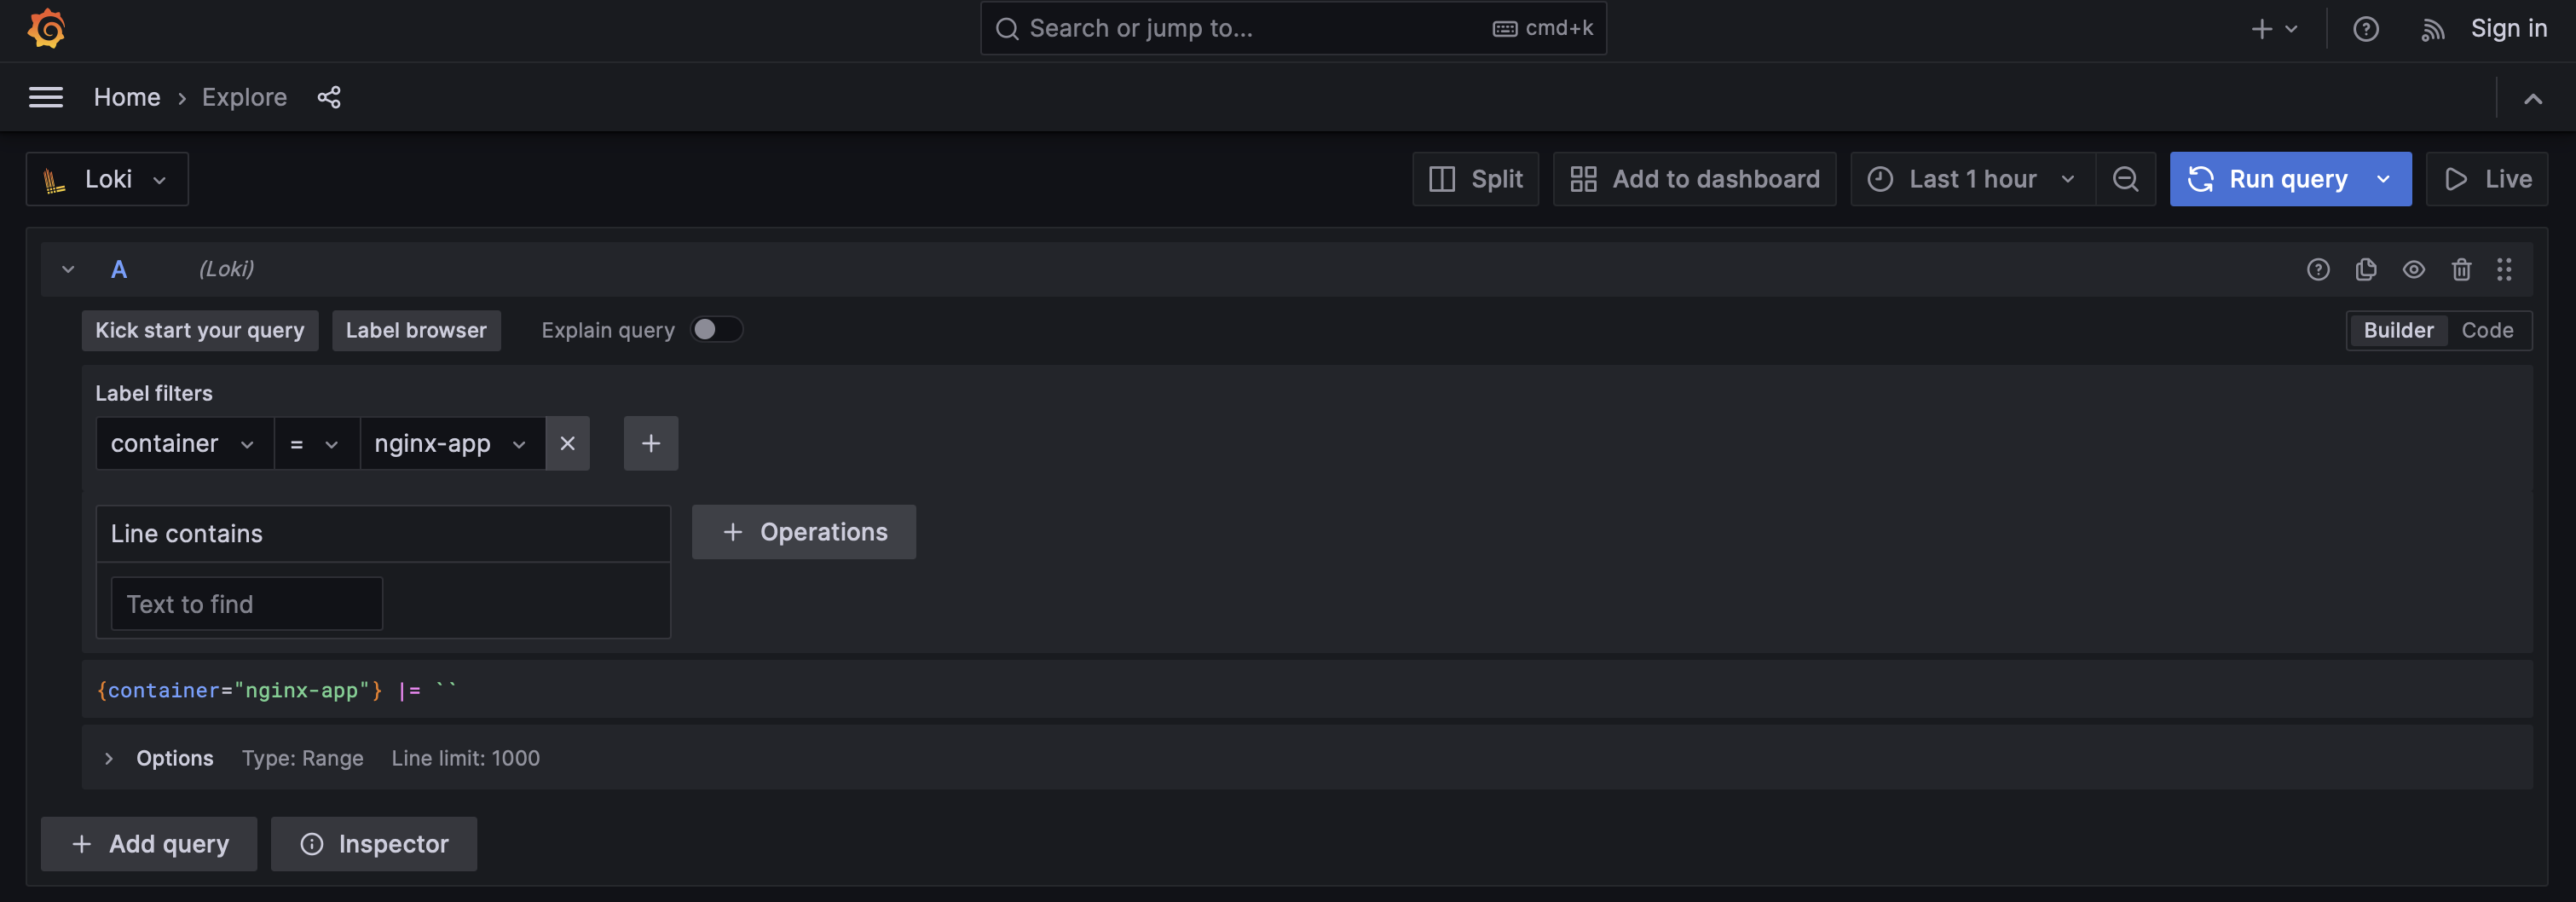 Search or jump to... cmd+k Sign in
Home › Explore
Loki Split Add to dashboard Last 1 hour Run query Live
A (Loki)
Kick start your query Label browser Explain query Builder Code
Label filters
container = nginx-app
Line contains
Operations
Text to find
{container="nginx-app"} |= ``
Options Type: Range Line limit: 1000
Add query Inspector